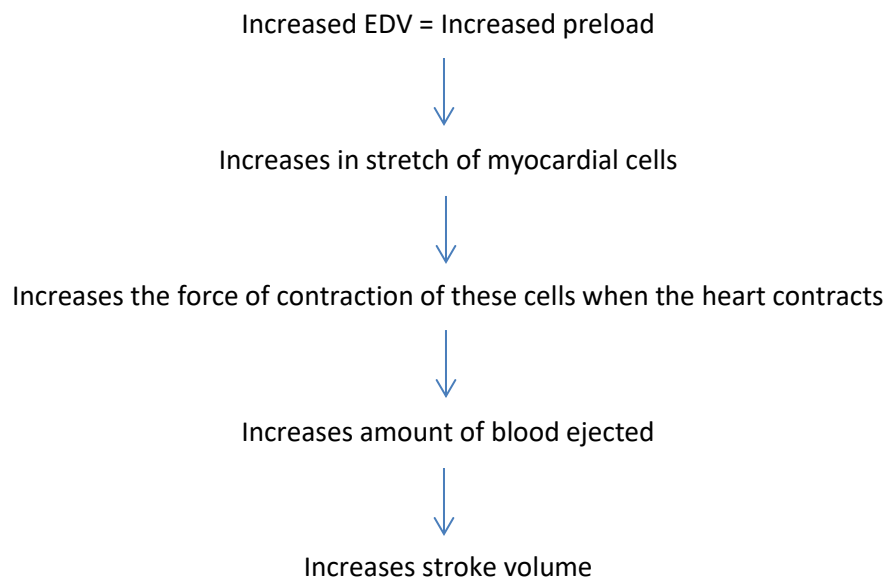 Increased EDV = Increased preload
Increases in stretch of myocardial cells
Increases the force of contraction of these cells when the heart contracts
Increases amount of blood ejected
Increases stroke volume